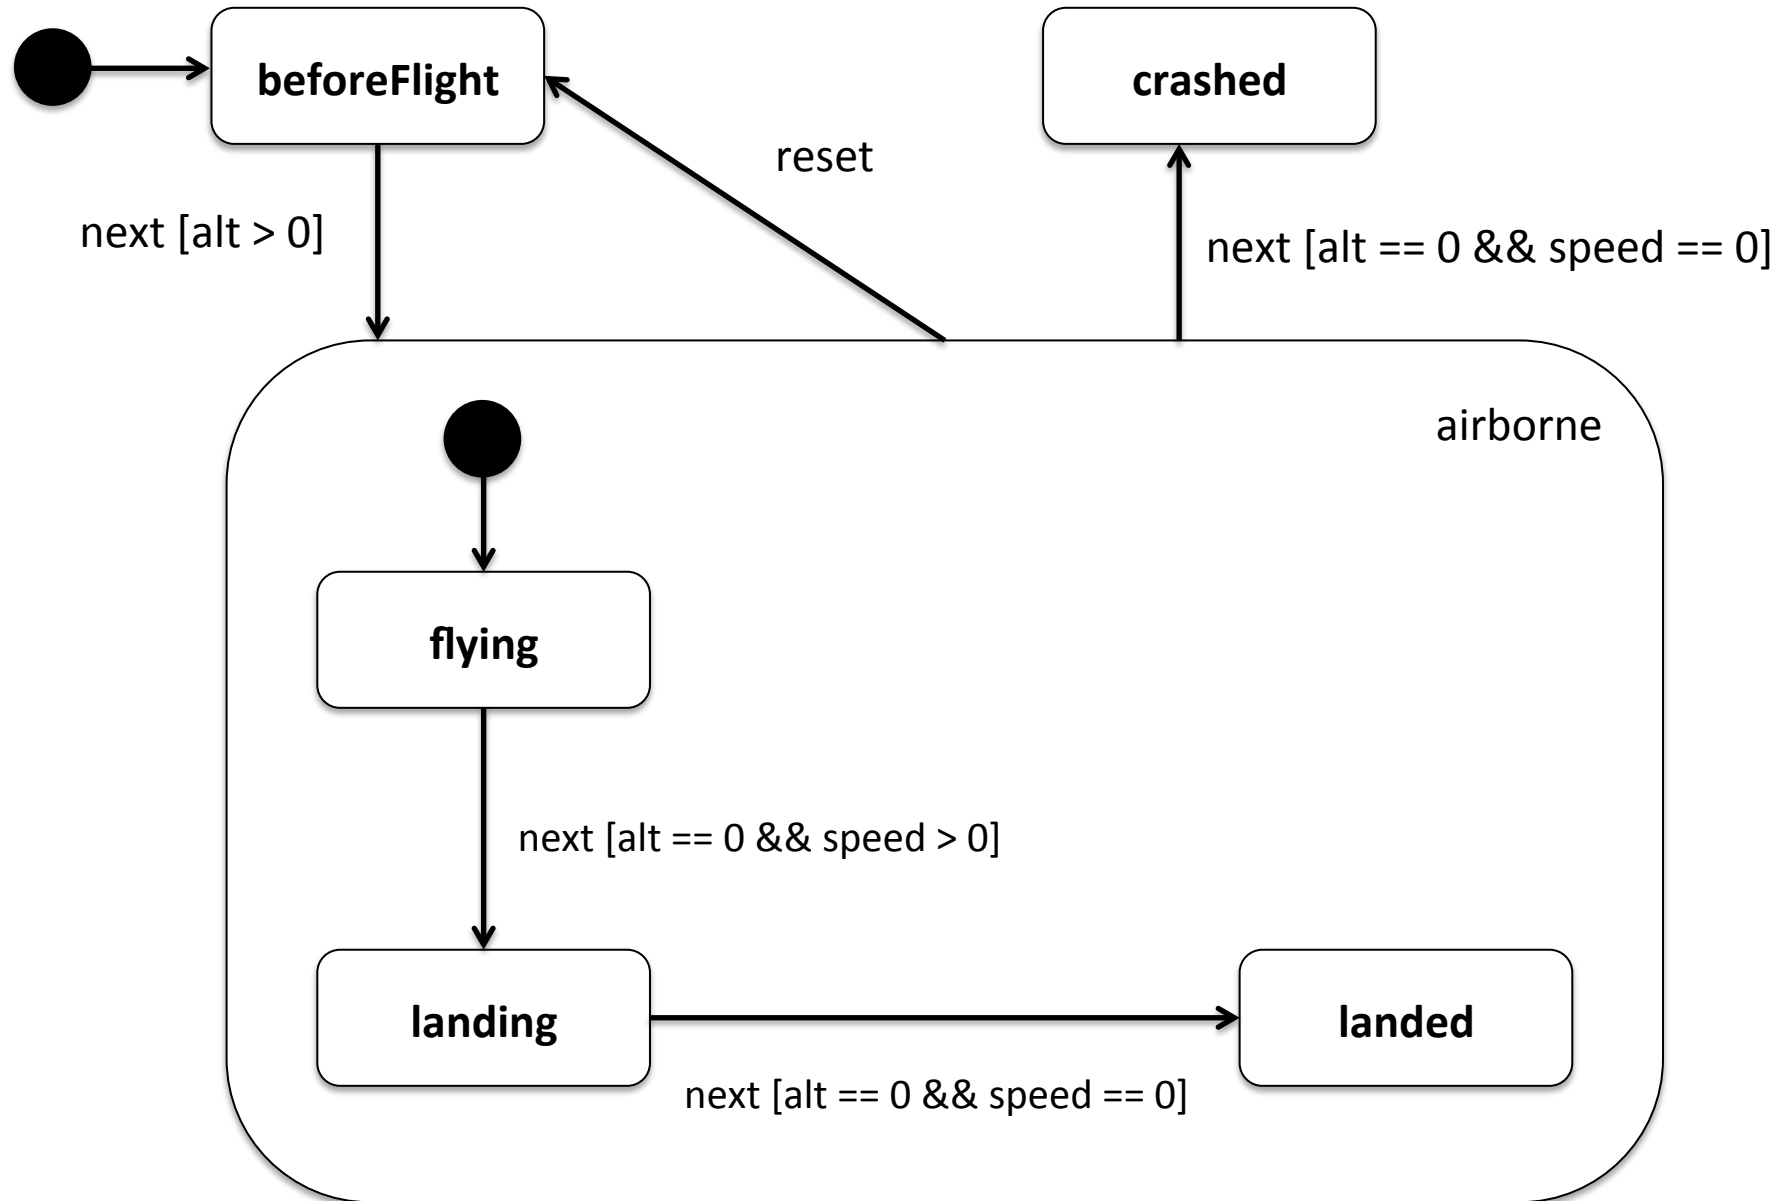 beforeFlight
crashed
reset
next [alt > 0]
next [alt == 0 && speed == 0]
airborne
flying
next [alt == 0 && speed > 0]
landing
landed
next [alt == 0 && speed == 0]